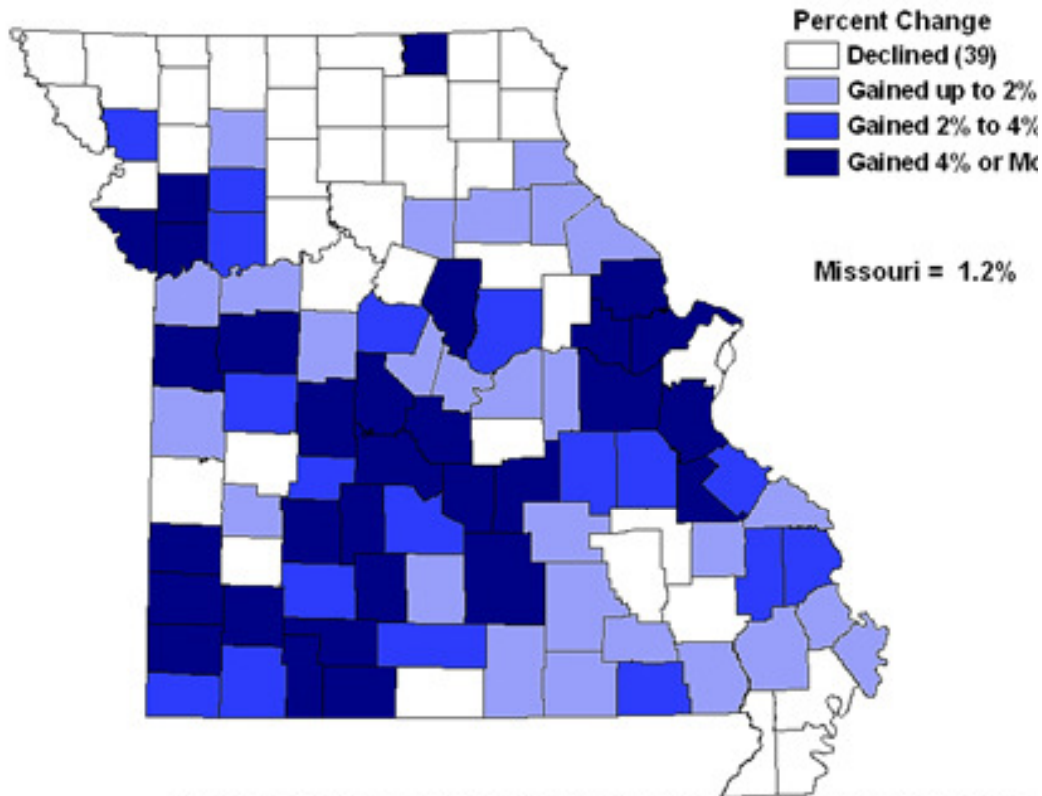 Percent Change
Declined (39)
Gained up to 2%
Gained 2% to 4%
Gained 4% or Mo
Missouri = 1.2%